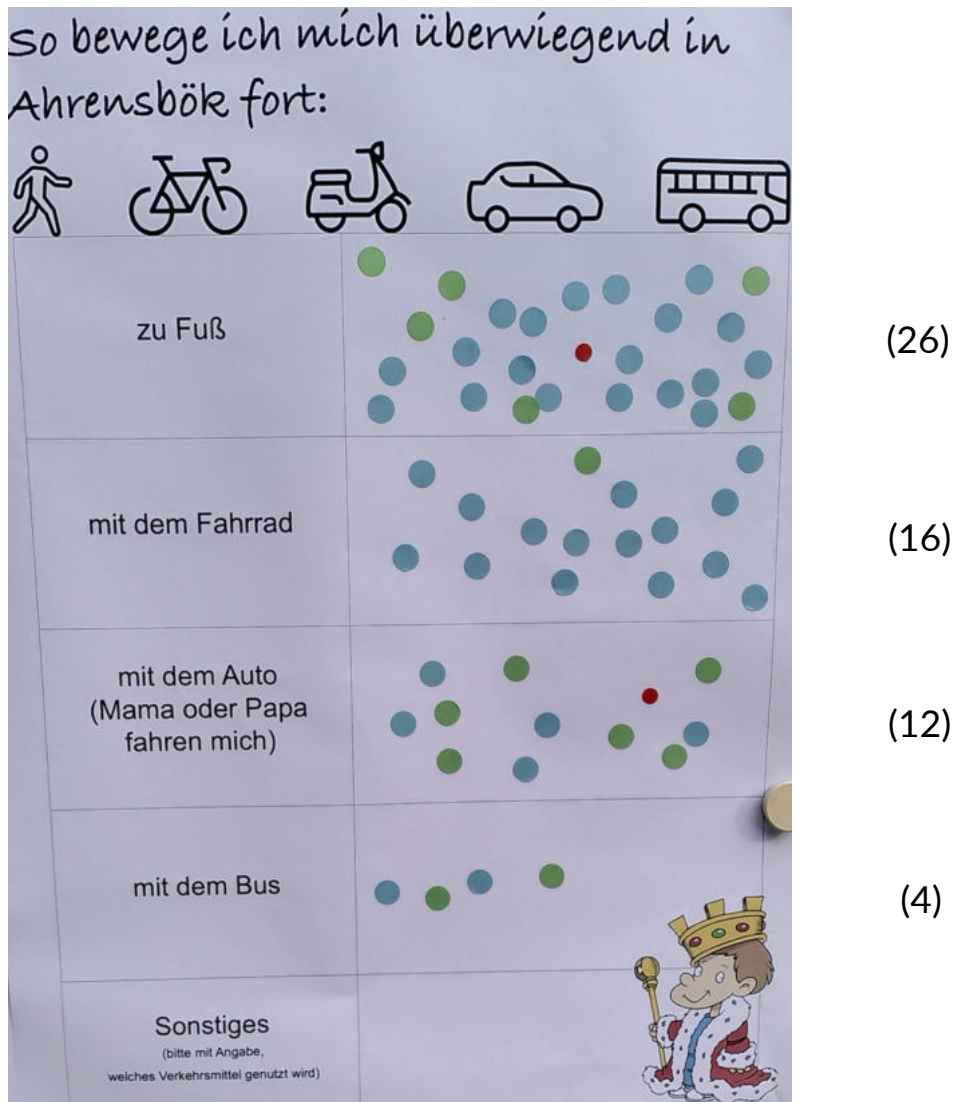 So bewege ich mich überwiegend in
Ahrensbök fort:
zu Fuß
(26)
mit dem Fahrrad
(16)
mit dem Auto
(Mama oder Papa
fahren mich)
(12)
mit dem Bus
(4)
Sonstiges
(bitte mit Angabe,
welches Verkehrsmittel genutzt wird)